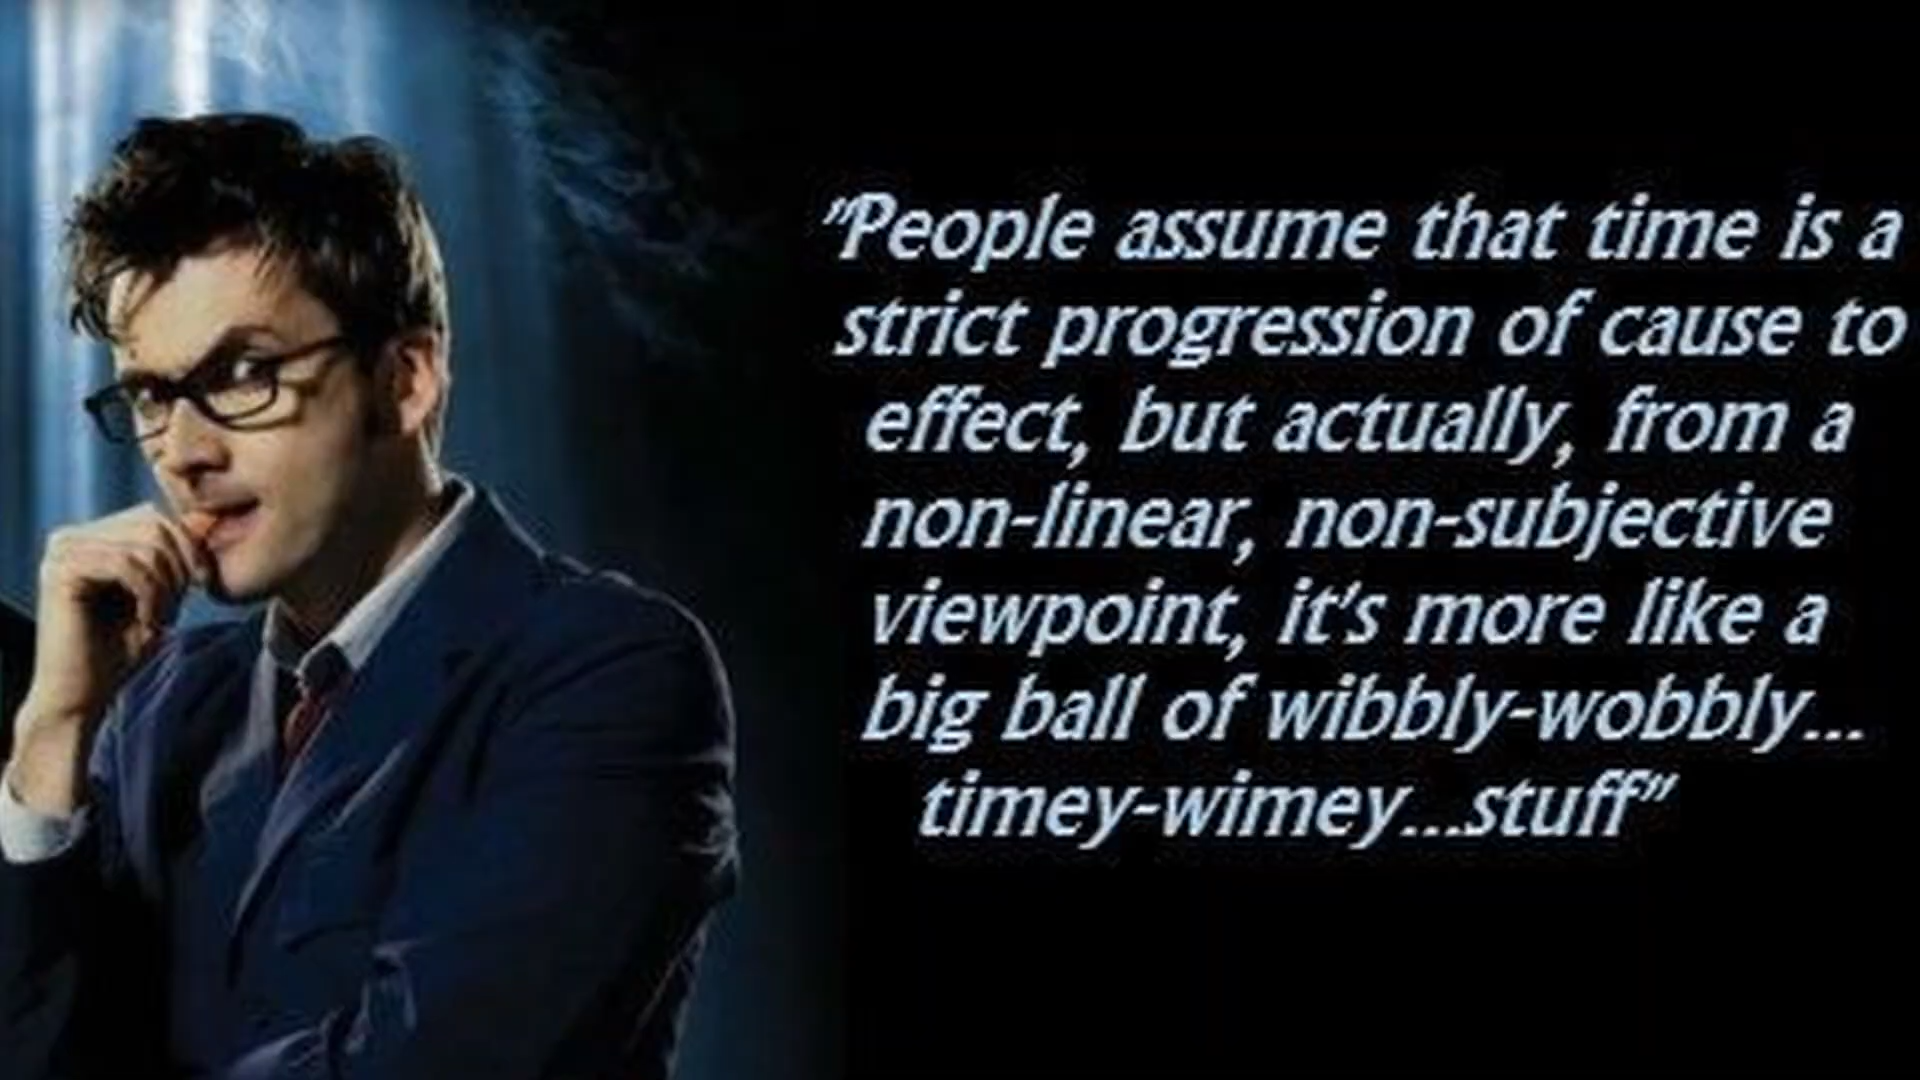 "People assume that time is a
strict progression of cause to
effect, but actually, from a
non-linear, non-subjective
viewpoint, it's more like a
big ball of wibbly-wobbly...
timey-wimey...stuff"